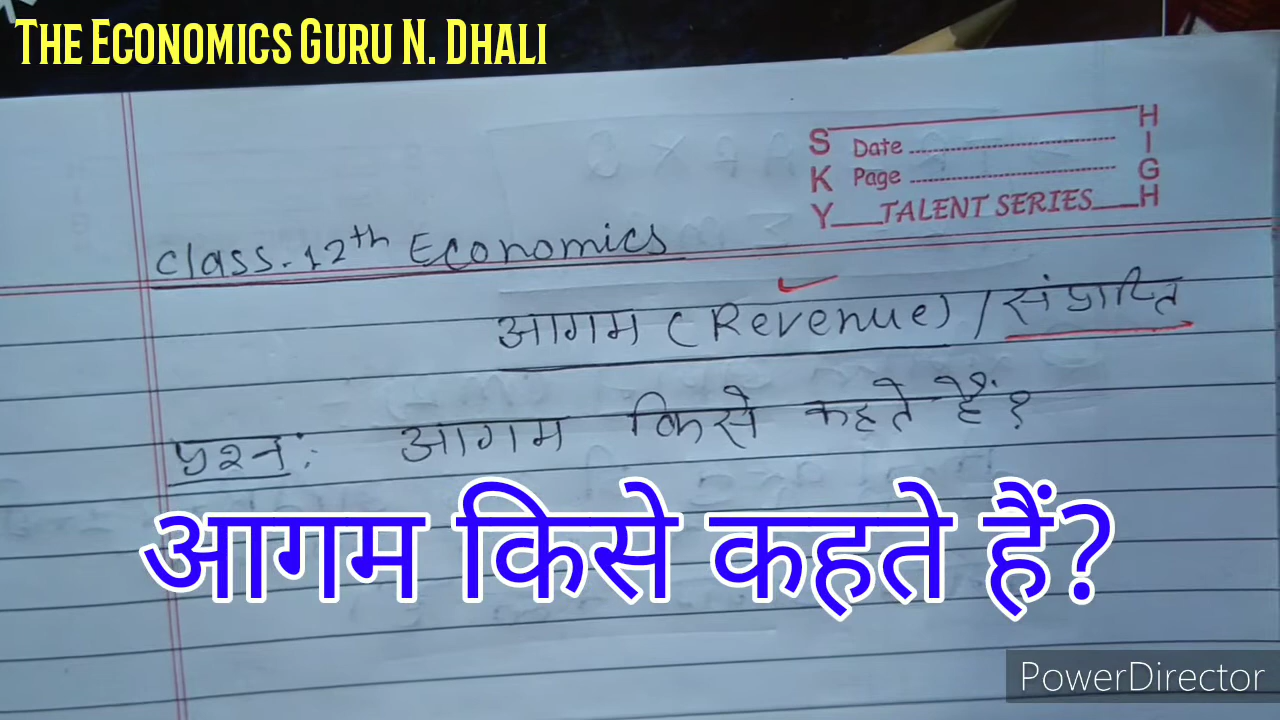 THE ECONOMICS GURU N. DHALI
S H
Date
K I
Page G
Y TALENT SERIES H
Class. 12th Economics
आगम (Revenue) / संप्राप्ति
प्रश्न: आगम किसे कहते हैं?
आगम किसे कहते हैं?
PowerDirector